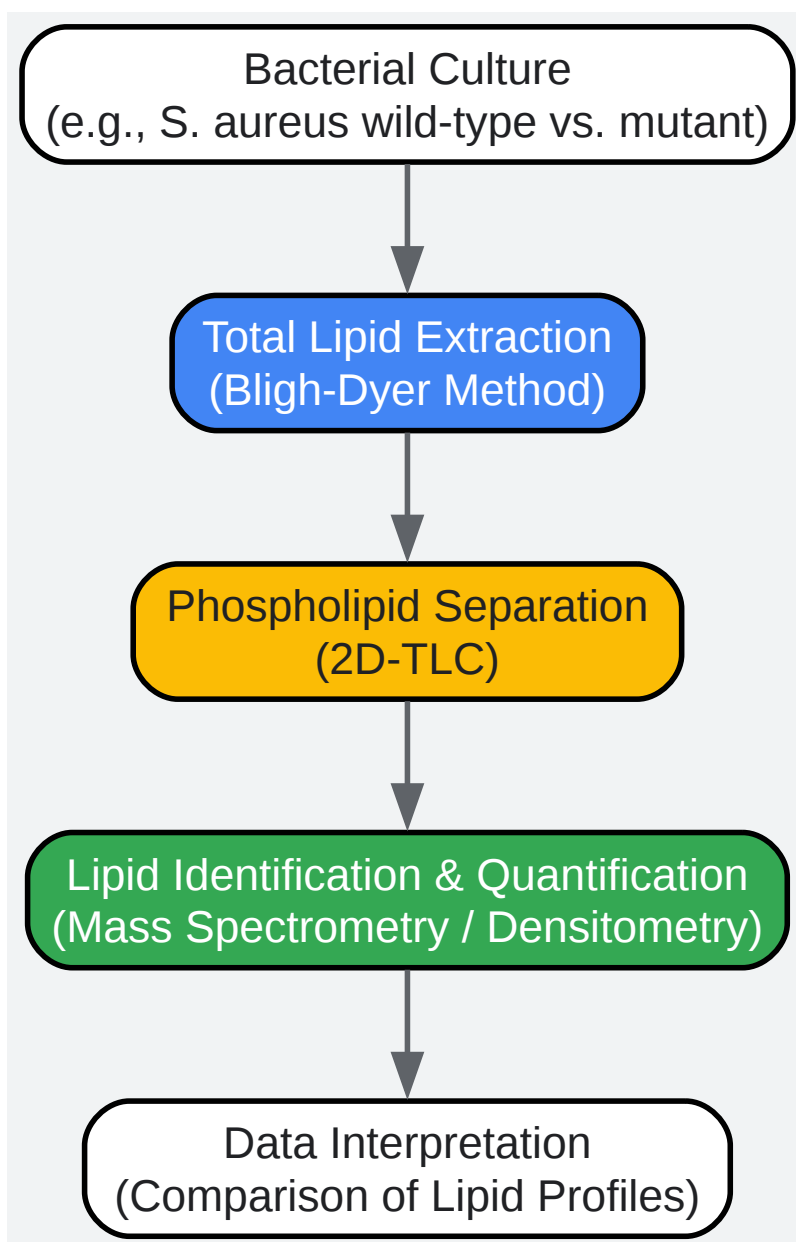 Bacterial Culture
(e.g., S. aureus wild-type vs. mutant)
Total Lipid Extraction
(Bligh-Dyer Method)
Phospholipid Separation
(2D-TLC)
Lipid Identification & Quantification
(Mass Spectrometry / Densitometry)
Data Interpretation
(Comparison of Lipid Profiles)